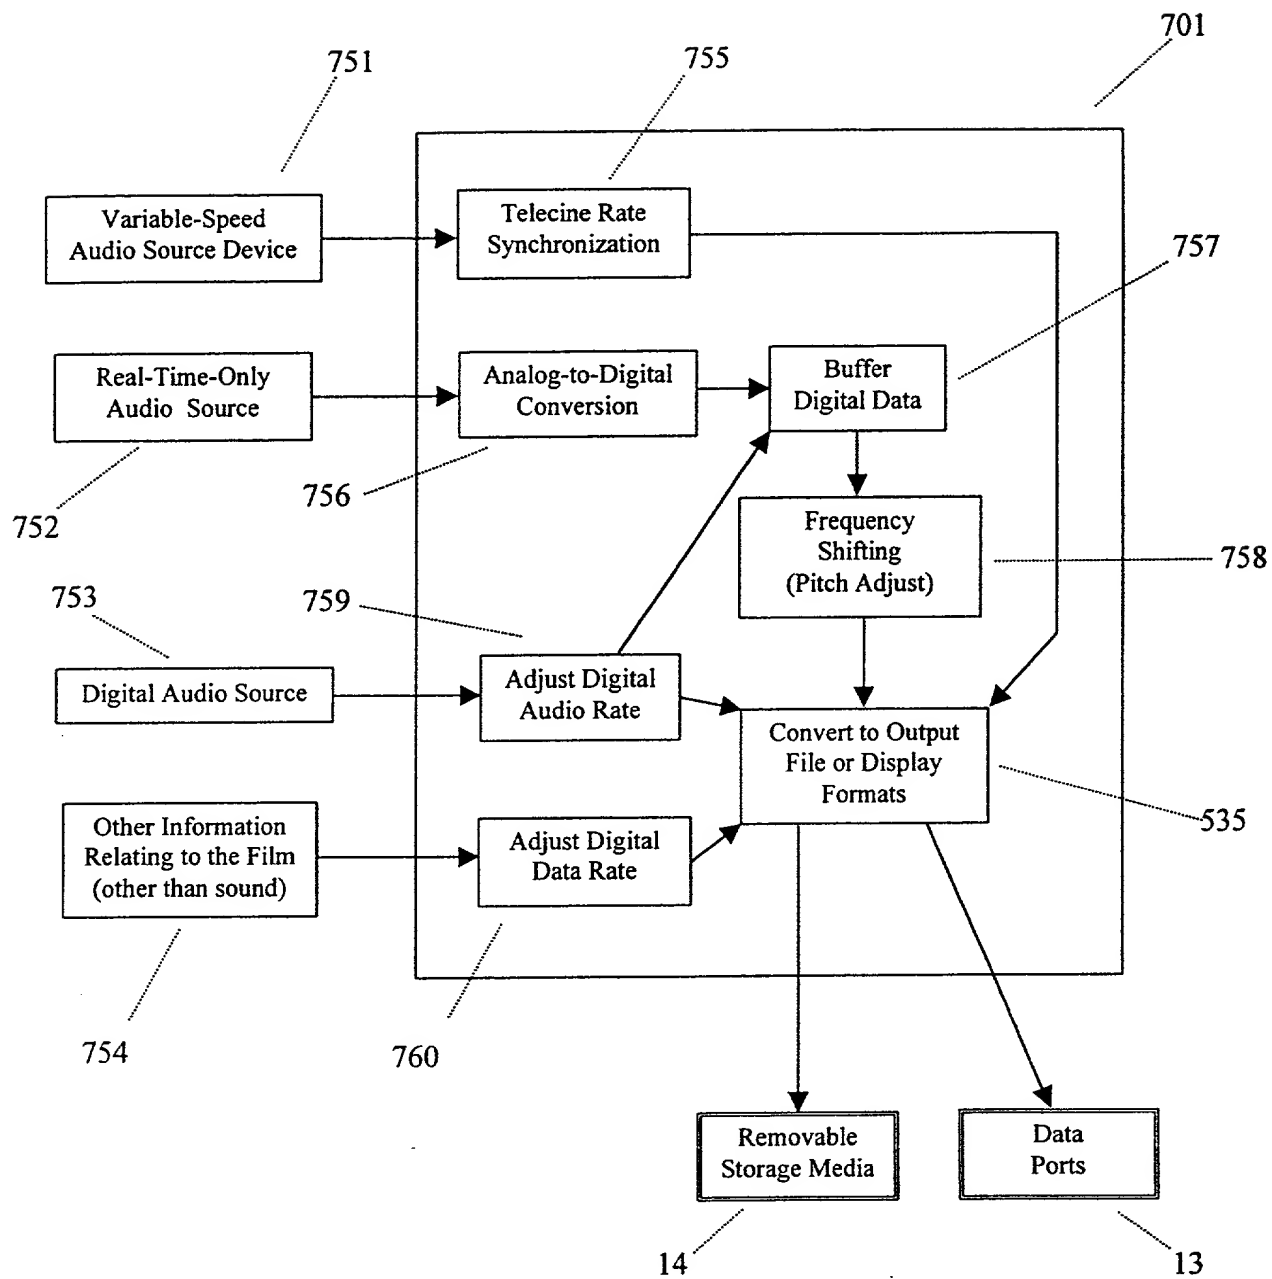 701
751
755
Variable-Speed
Audio Source Device
Telecine Rate
Synchronization
757
Real-Time-Only
Audio Source
Analog-to-Digital
Conversion
Buffer
Digital Data
756
752
Frequency
Shifting
(Pitch Adjust)
758
753
759
Digital Audio Source
Adjust Digital
Audio Rate
Convert to Output
File or Display
Formats
535
Other Information
Relating to the Film
(other than sound)
Adjust Digital
Data Rate
754
760
Removable
Storage Media
Data
Ports
14
13